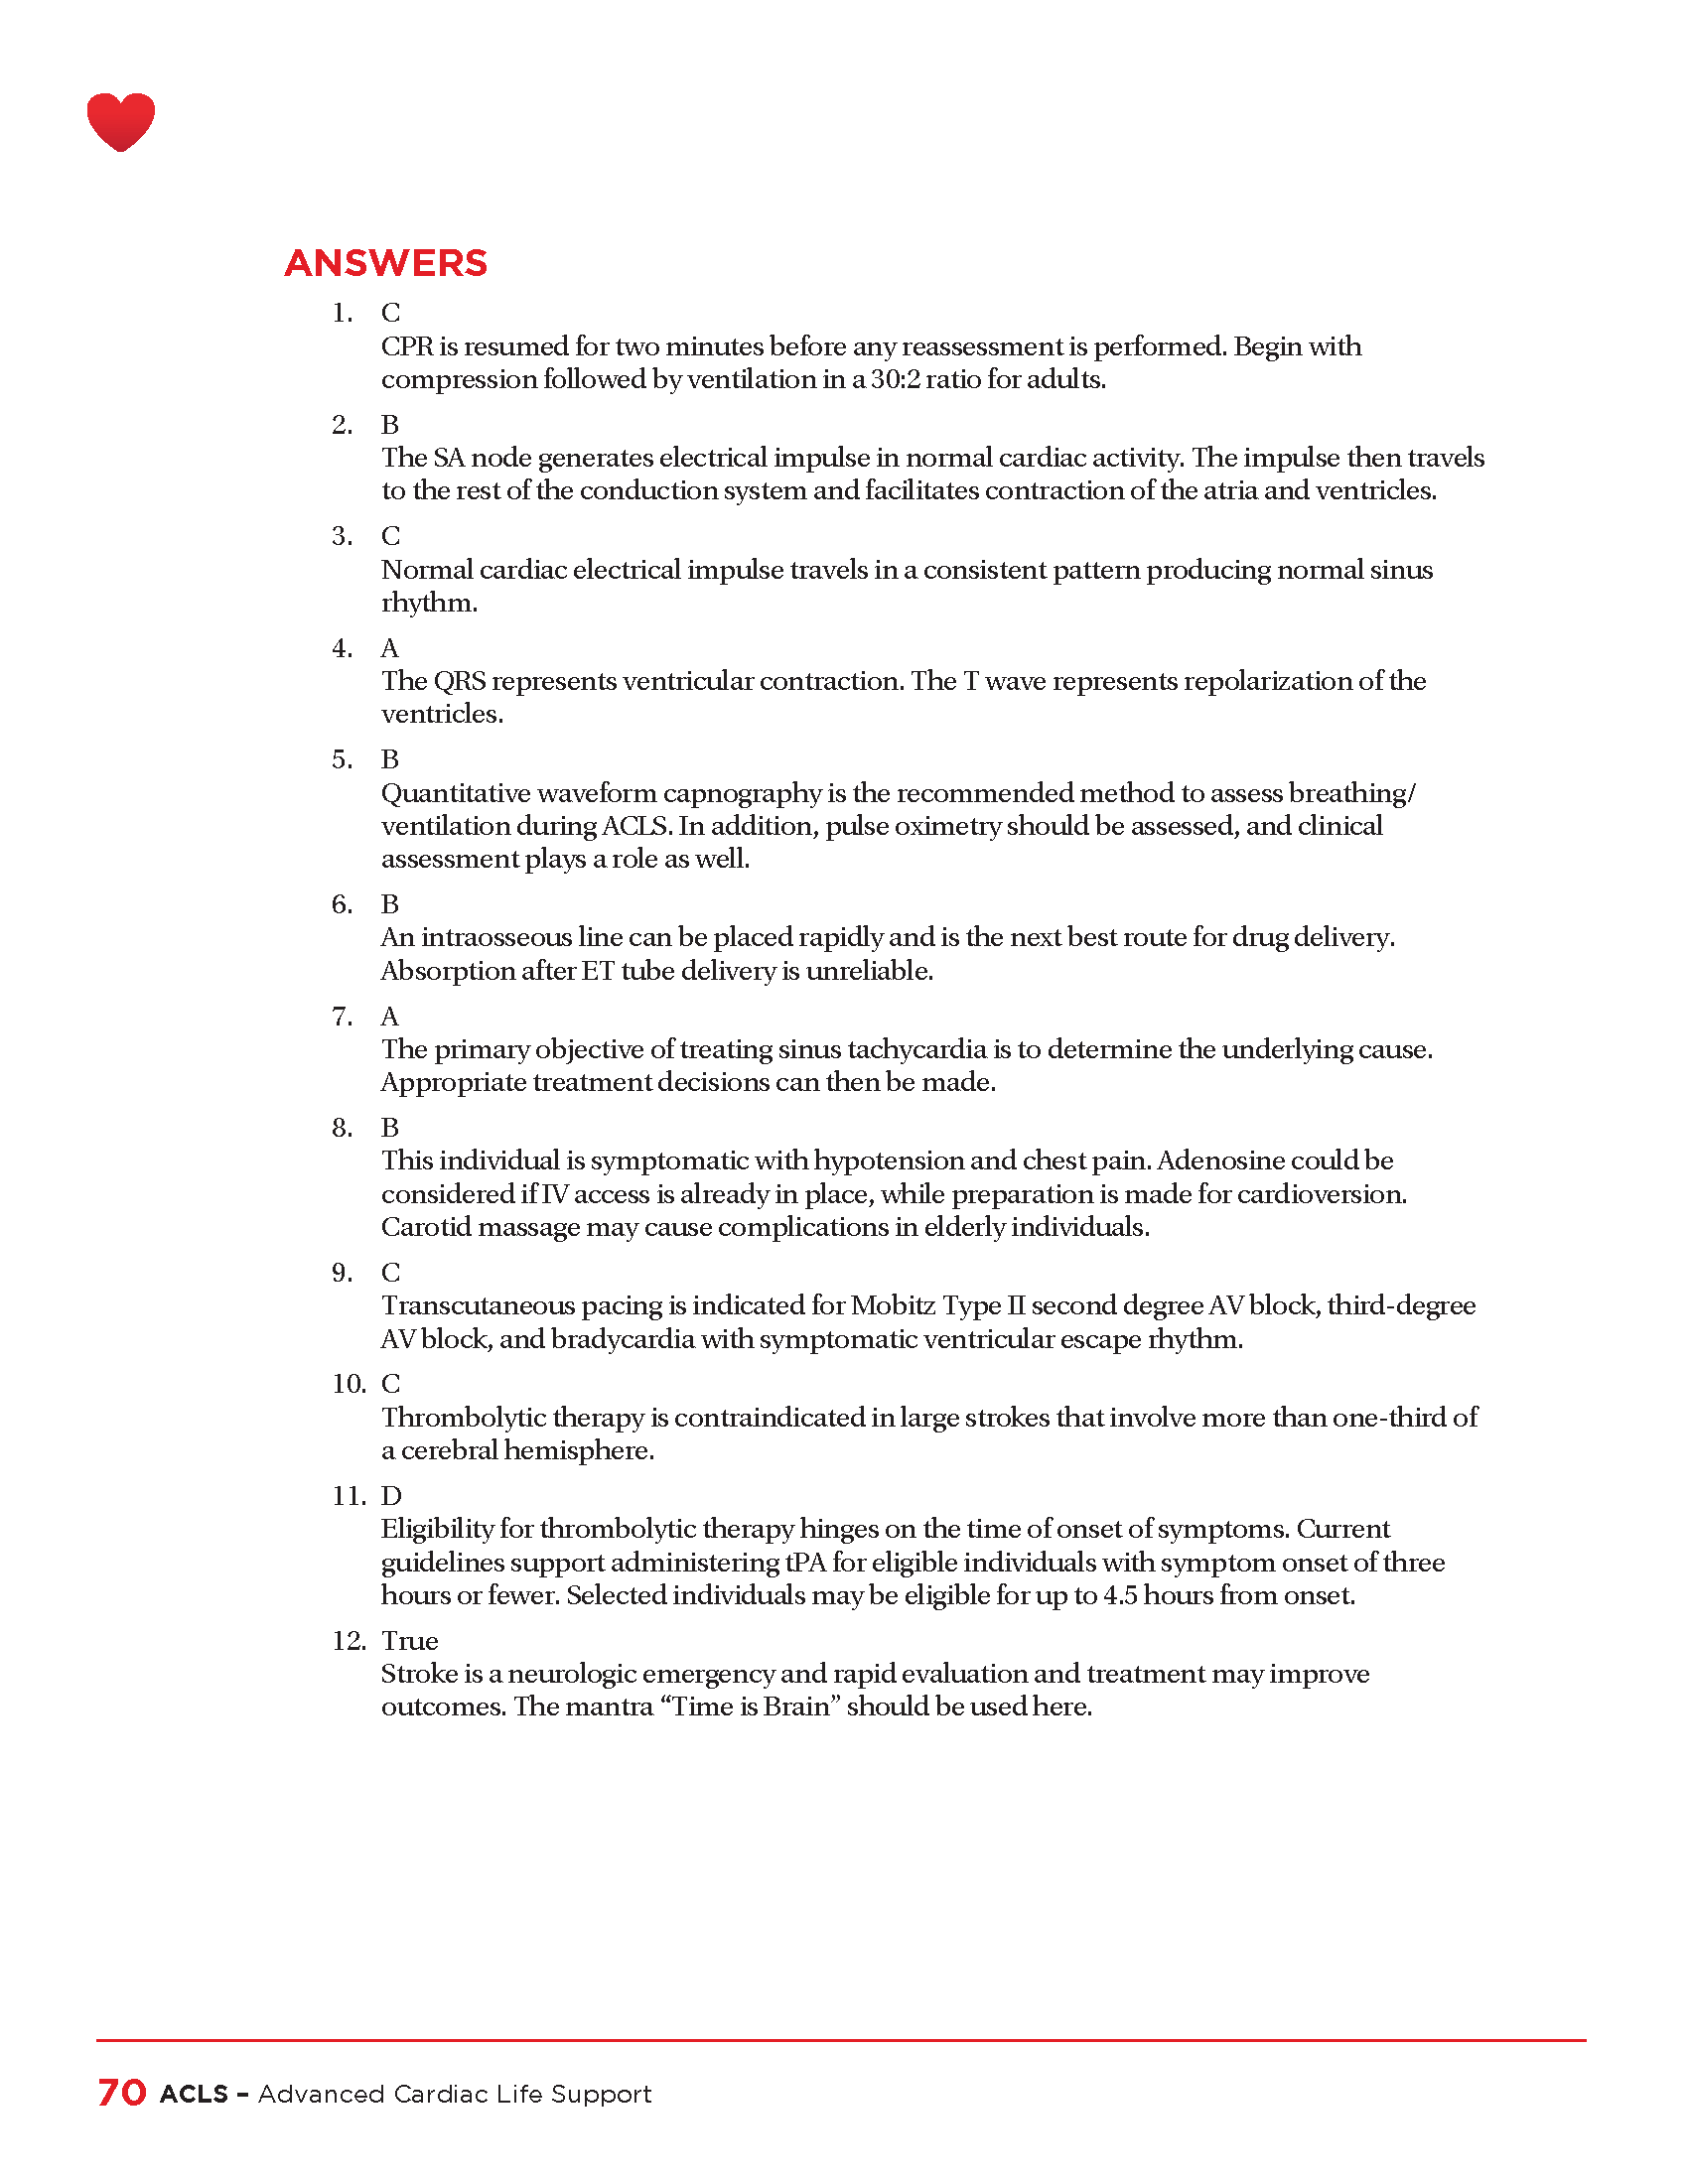 ANSWERS
1. C
CPR is resumed for two minutes before any reassessment is performed. Begin with
compression followed by ventilation in a 30:2 ratio for adults.
2. B
The SA node generates electrical impulse in normal cardiac activity. The impulse then travels
to the rest of the conduction system and facilitates contraction of the atria and ventricles.
3. C
Normal cardiac electrical impulse travels in a consistent pattern producing normal sinus
rhythm.
4. A
The QRS represents ventricular contraction. The T wave represents repolarization of the
ventricles.
5. B
Quantitative waveform capnography is the recommended method to assess breathing/
ventilation during ACLS. In addition, pulse oximetry should be assessed, and clinical
assessment plays a role as well.
6. B
An intraosseous line can be placed rapidly and is the next best route for drug delivery.
Absorption after ET tube delivery is unreliable.
7. A
The primary objective of treating sinus tachycardia is to determine the underlying cause.
Appropriate treatment decisions can then be made.
8. B
This individual is symptomatic with hypotension and chest pain. Adenosine could be
considered if IV access is already in place, while preparation is made for cardioversion.
Carotid massage may cause complications in elderly individuals.
9. C
Transcutaneous pacing is indicated for Mobitz Type II second degree AV block, third-degree
AV block, and bradycardia with symptomatic ventricular escape rhythm.
10. C
Thrombolytic therapy is contraindicated in large strokes that involve more than one-third of
a cerebral hemisphere.
11. D
Eligibility for thrombolytic therapy hinges on the time of onset of symptoms. Current
guidelines support administering tPA for eligible individuals with symptom onset of three
hours or fewer. Selected individuals may be eligible for up to 4.5 hours from onset.
12. True
Stroke is a neurologic emergency and rapid evaluation and treatment may improve
outcomes. The mantra “Time is Brain” should be used here.
70 ACLS – Advanced Cardiac Life Support